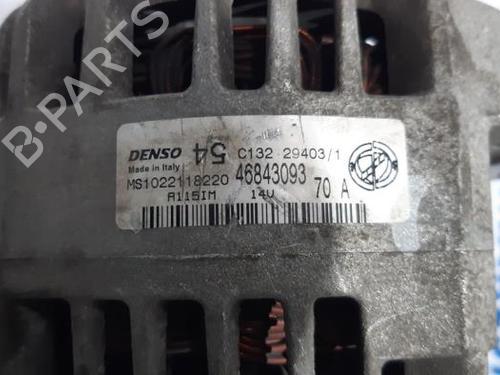 DENSO 54 C132 29403/1
Made in Italy
MS1022118220 46843093 70 A
A115IM 14V
B-PARTS